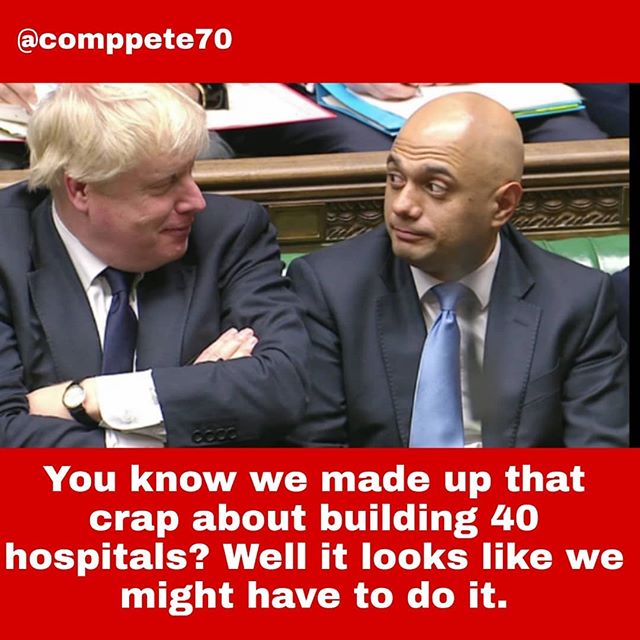 @comppete70
You know we made up that
crap about building 40
hospitals? Well it looks like we
might have to do it.